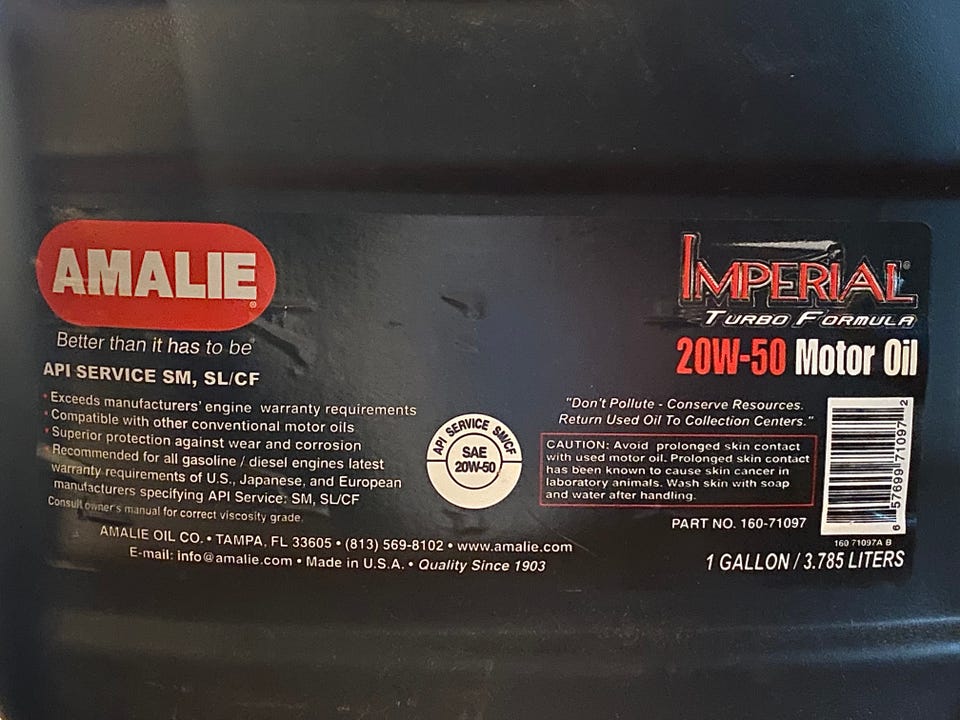 AMALIE®
Better than it has to be®
API SERVICE SM, SL/CF
• Exceeds manufacturers' engine warranty requirements
• Compatible with other conventional motor oils
• Superior protection against wear and corrosion
• Recommended for all gasoline / diesel engines latest
warranty requirements of U.S., Japanese, and European
manufacturers specifying API Service: SM, SL/CF
Consult owner's manual for correct viscosity grade.
AMALIE OIL CO. • TAMPA, FL 33605 • (813) 569-8102 • www.amalie.com
E-mail: info@amalie.com • Made in U.S.A. • Quality Since 1903
API SERVICE SM/CF
SAE
20W-50
IMPERIAL®
TURBO FORMULA
20W-50 Motor Oil
"Don't Pollute - Conserve Resources.
Return Used Oil To Collection Centers."
CAUTION: Avoid prolonged skin contact
with used motor oil. Prolonged skin contact
has been known to cause skin cancer in
laboratory animals. Wash skin with soap
and water after handling.
PART NO. 160-71097
6 57699 71097 2
160 71097A B
1 GALLON / 3.785 LITERS